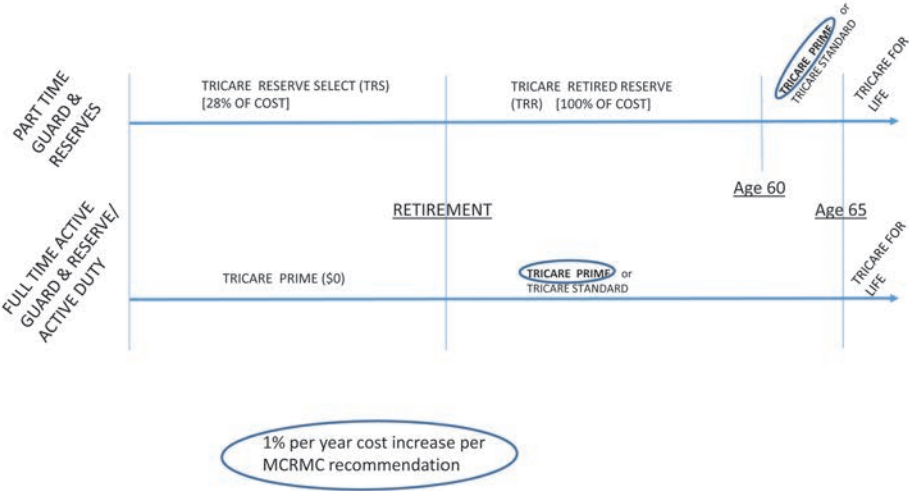 PART TIME
GUARD &
RESERVES
TRICARE RESERVE SELECT (TRS)
[28% OF COST]
TRICARE RETIRED RESERVE
(TRR) [100% OF COST]
TRICARE PRIME or
TRICARE STANDARD
TRICARE FOR
LIFE
Age 60
RETIREMENT
Age 65
FULL TIME ACTIVE
GUARD & RESERVE/
ACTIVE DUTY
TRICARE PRIME ($0)
TRICARE PRIME or
TRICARE STANDARD
TRICARE FOR
LIFE
1% per year cost increase per
MCRMC recommendation